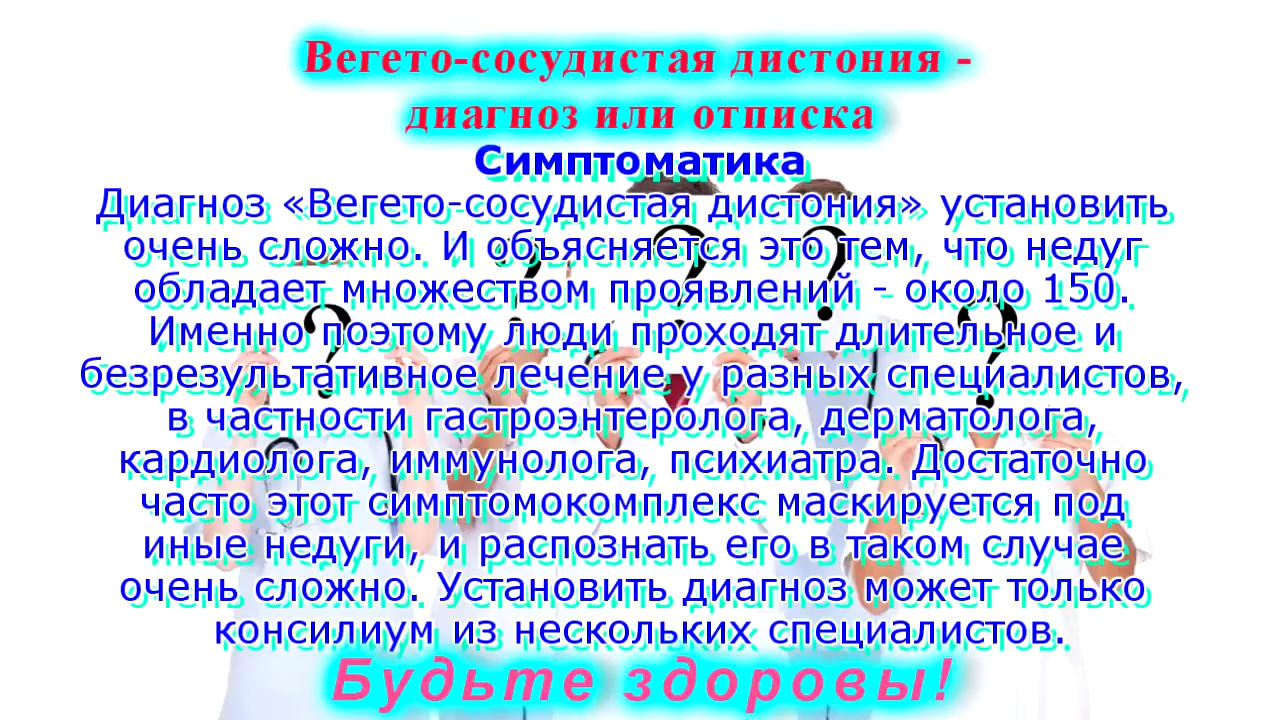 Вегето-сосудистая дистония -
диагноз или отписка
Симптоматика
Диагноз «Вегето-сосудистая дистония» установить
очень сложно. И объясняется это тем, что недуг
обладает множеством проявлений - около 150.
Именно поэтому люди проходят длительное и
безрезультативное лечение у разных специалистов,
в частности гастроэнтеролога, дерматолога,
кардиолога, иммунолога, психиатра. Достаточно
часто этот симптомокомплекс маскируется под
иные недуги, и распознать его в таком случае
очень сложно. Установить диагноз может только
консилиум из нескольких специалистов.
Будьте здоровы!
? ? ? ? ?